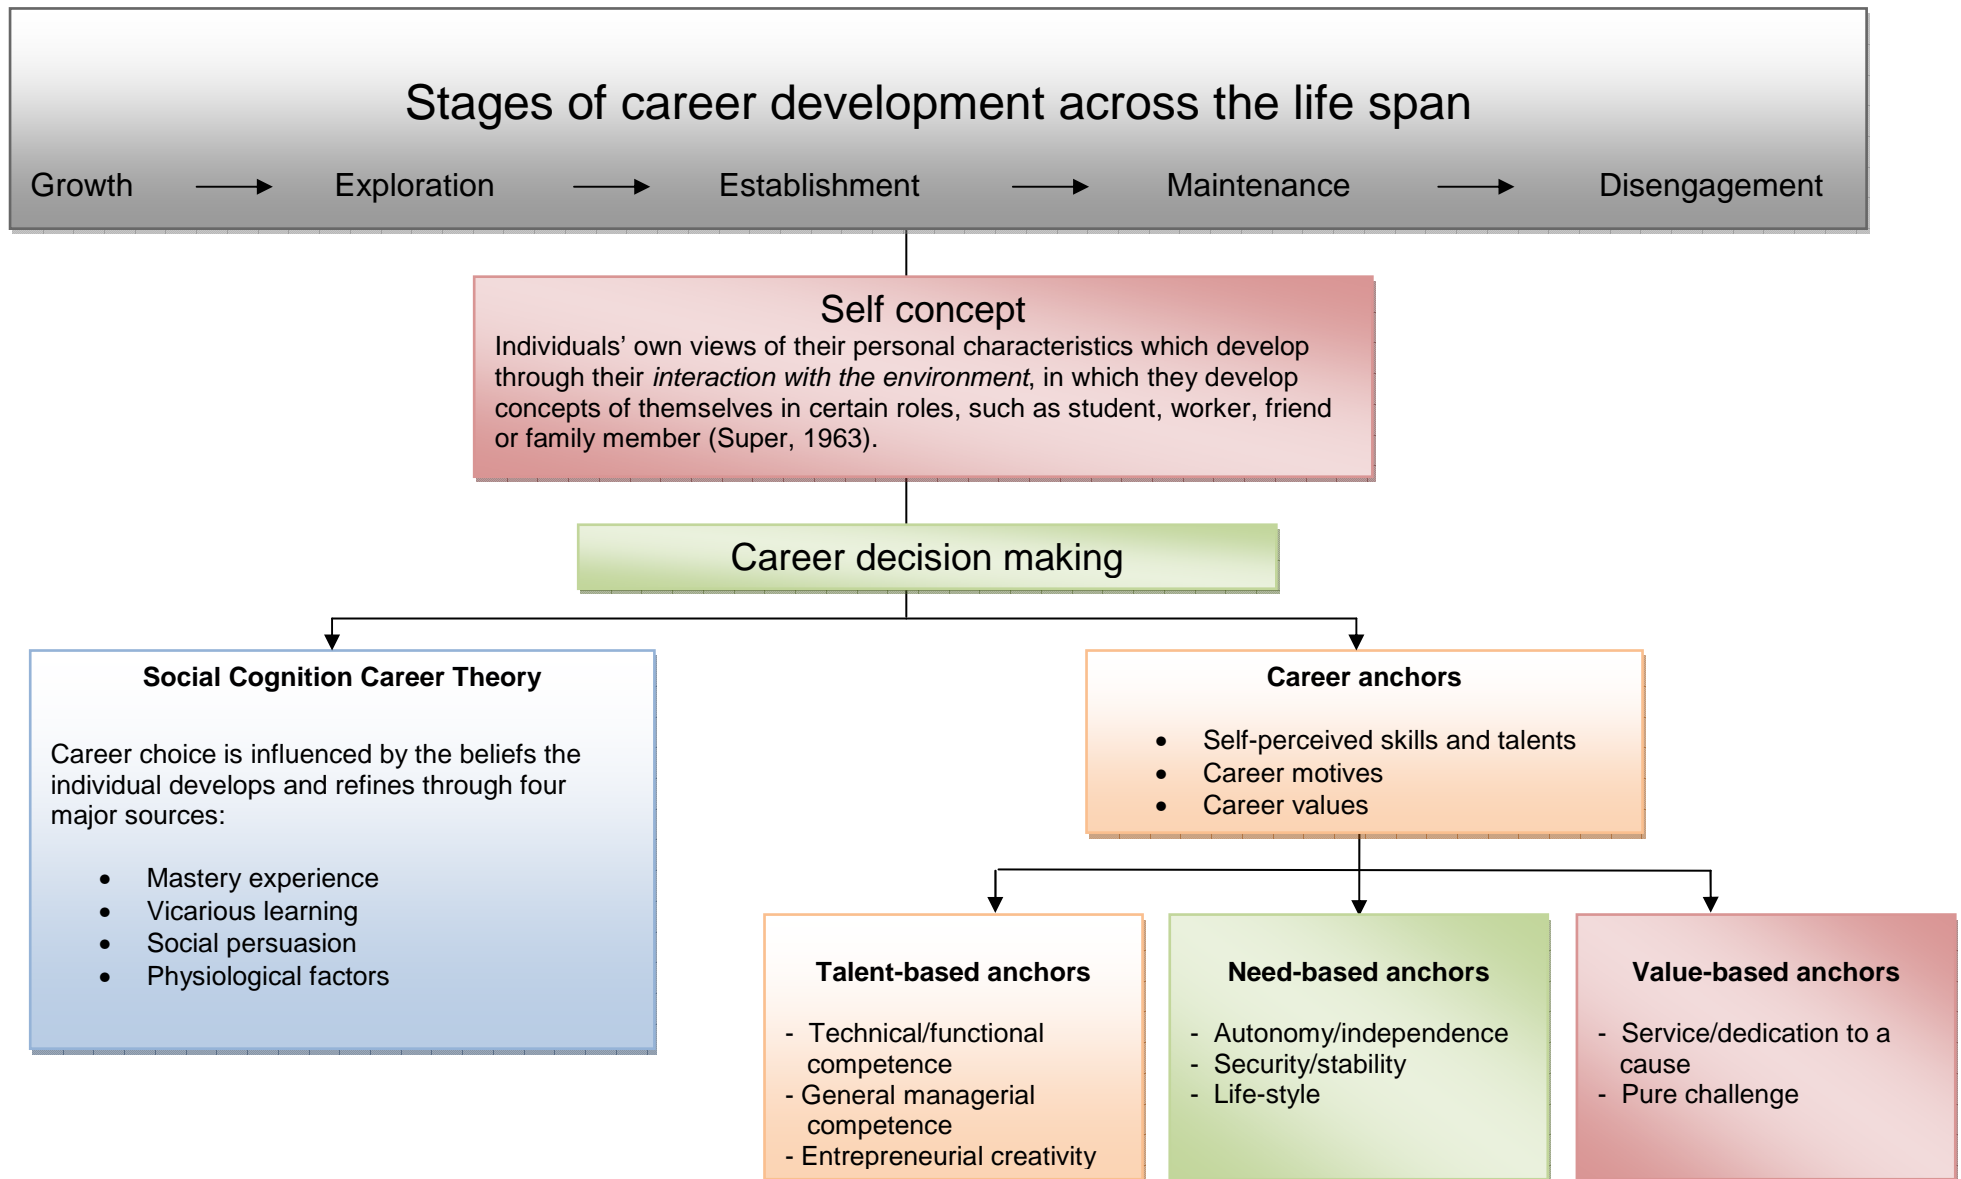 Stages of career development across the life span
Growth Exploration Establishment Maintenance Disengagement
Self concept
Individuals’ own views of their personal characteristics which develop
through their interaction with the environment, in which they develop
concepts of themselves in certain roles, such as student, worker, friend
or family member (Super, 1963).
Career decision making
Social Cognition Career Theory
Career choice is influenced by the beliefs the
individual develops and refines through four
major sources:
• Mastery experience
• Vicarious learning
• Social persuasion
• Physiological factors
Career anchors
• Self-perceived skills and talents
• Career motives
• Career values
Talent-based anchors
- Technical/functional
competence
- General managerial
competence
- Entrepreneurial creativity
Need-based anchors
- Autonomy/independence
- Security/stability
- Life-style
Value-based anchors
- Service/dedication to a
cause
- Pure challenge